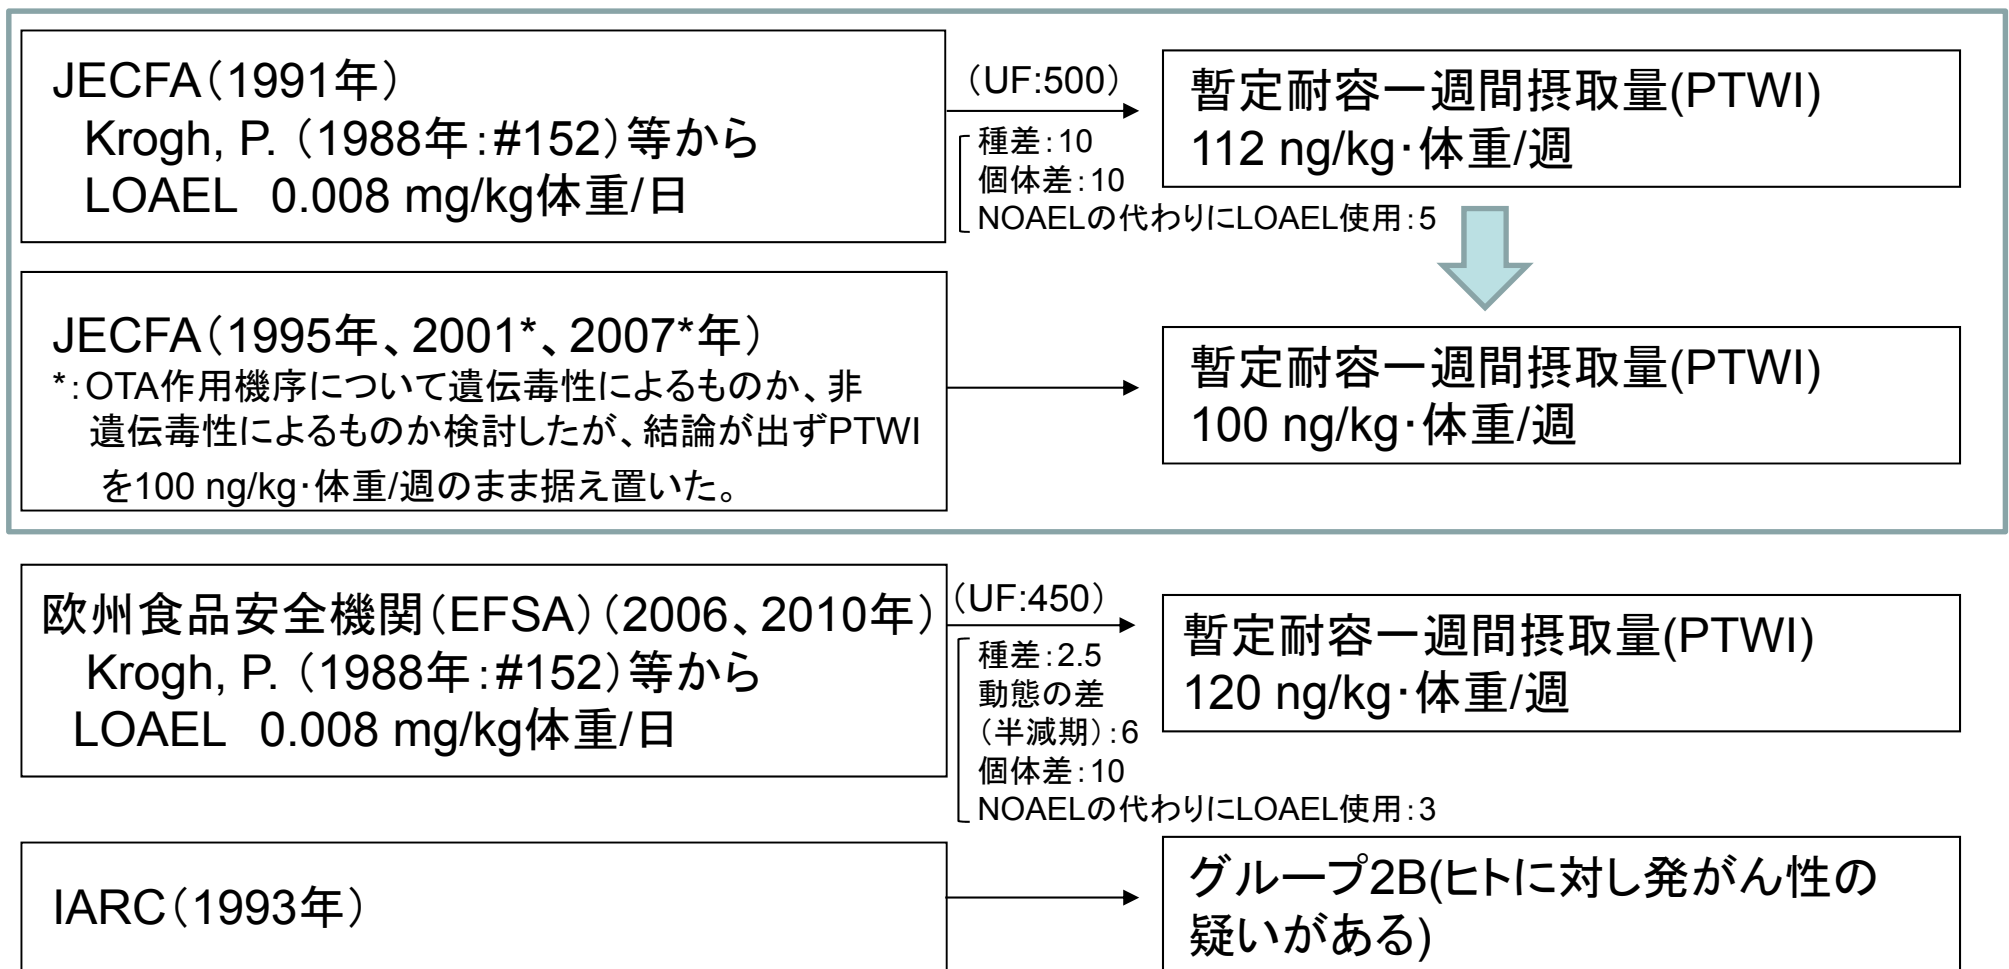 JECFA（1991年）
Krogh, P.（1988年：#152）等から
LOAEL 0.008 mg/kg体重/日
（UF:500）
種差：10
個体差：10
NOAELの代わりにLOAEL使用：5
暫定耐容一週間摂取量(PTWI)
112 ng/kg･体重/週
JECFA（1995年、2001*、2007*年）
*：OTA作用機序について遺伝毒性によるものか、非
遺伝毒性によるものか検討したが、結論が出ずPTWI
を100 ng/kg･体重/週のまま据え置いた。
暫定耐容一週間摂取量(PTWI)
100 ng/kg･体重/週
欧州食品安全機関（EFSA）（2006、2010年）
Krogh, P.（1988年：#152）等から
LOAEL 0.008 mg/kg体重/日
（UF:450）
種差：2.5
動態の差
（半減期）：6
個体差：10
NOAELの代わりにLOAEL使用：3
暫定耐容一週間摂取量(PTWI)
120 ng/kg･体重/週
IARC（1993年）
グループ2B(ヒトに対し発がん性の
疑いがある)